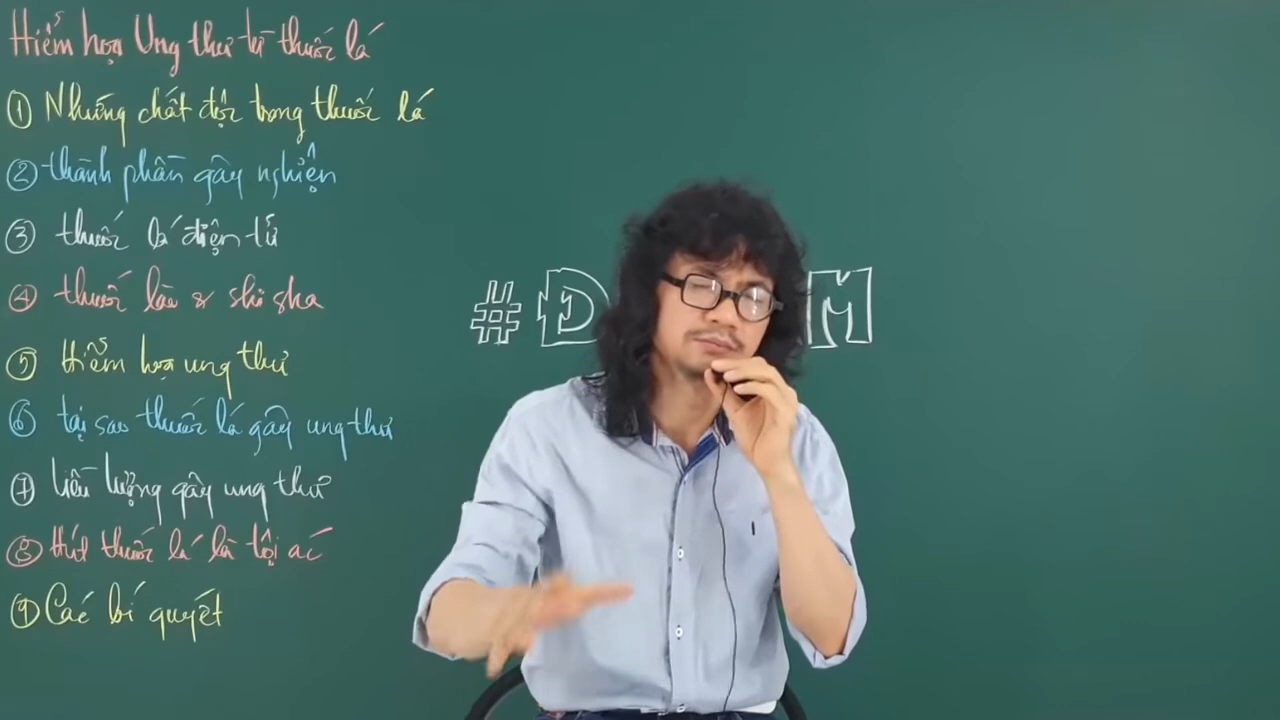 Hiểm họa Ung thư từ thuốc lá
① Những chất độc trong thuốc lá
② thành phần gây nghiện
③ thuốc lá điện tử
④ thuốc lào & shi sha
⑤ Hiểm họa ung thư
⑥ tại sao thuốc lá gây ung thư
⑦ liều lượng gây ung thư
⑧ Hút thuốc lá là tội ác
⑨ Các bí quyết
#D M